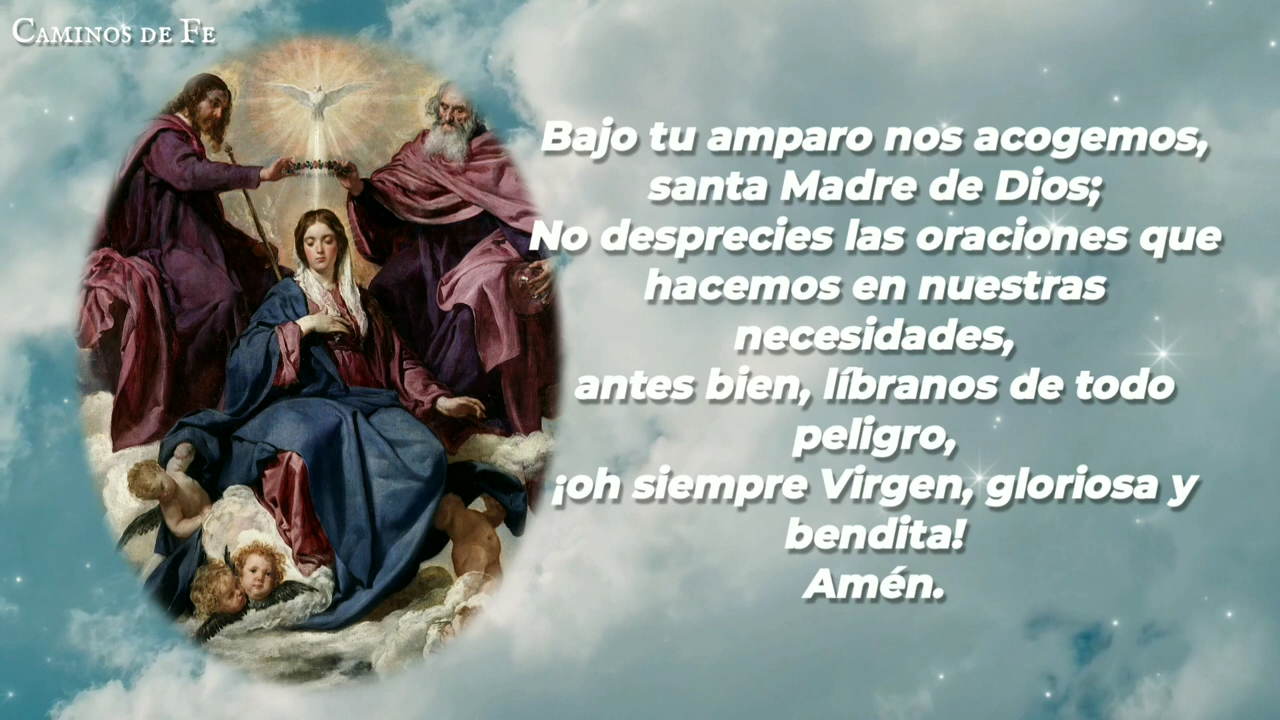 Caminos de Fe
Bajo tu amparo nos acogemos,
santa Madre de Dios;
No desprecies las oraciones que
hacemos en nuestras
necesidades,
antes bien, líbranos de todo
peligro,
¡oh siempre Virgen, gloriosa y
bendita!
Amén.